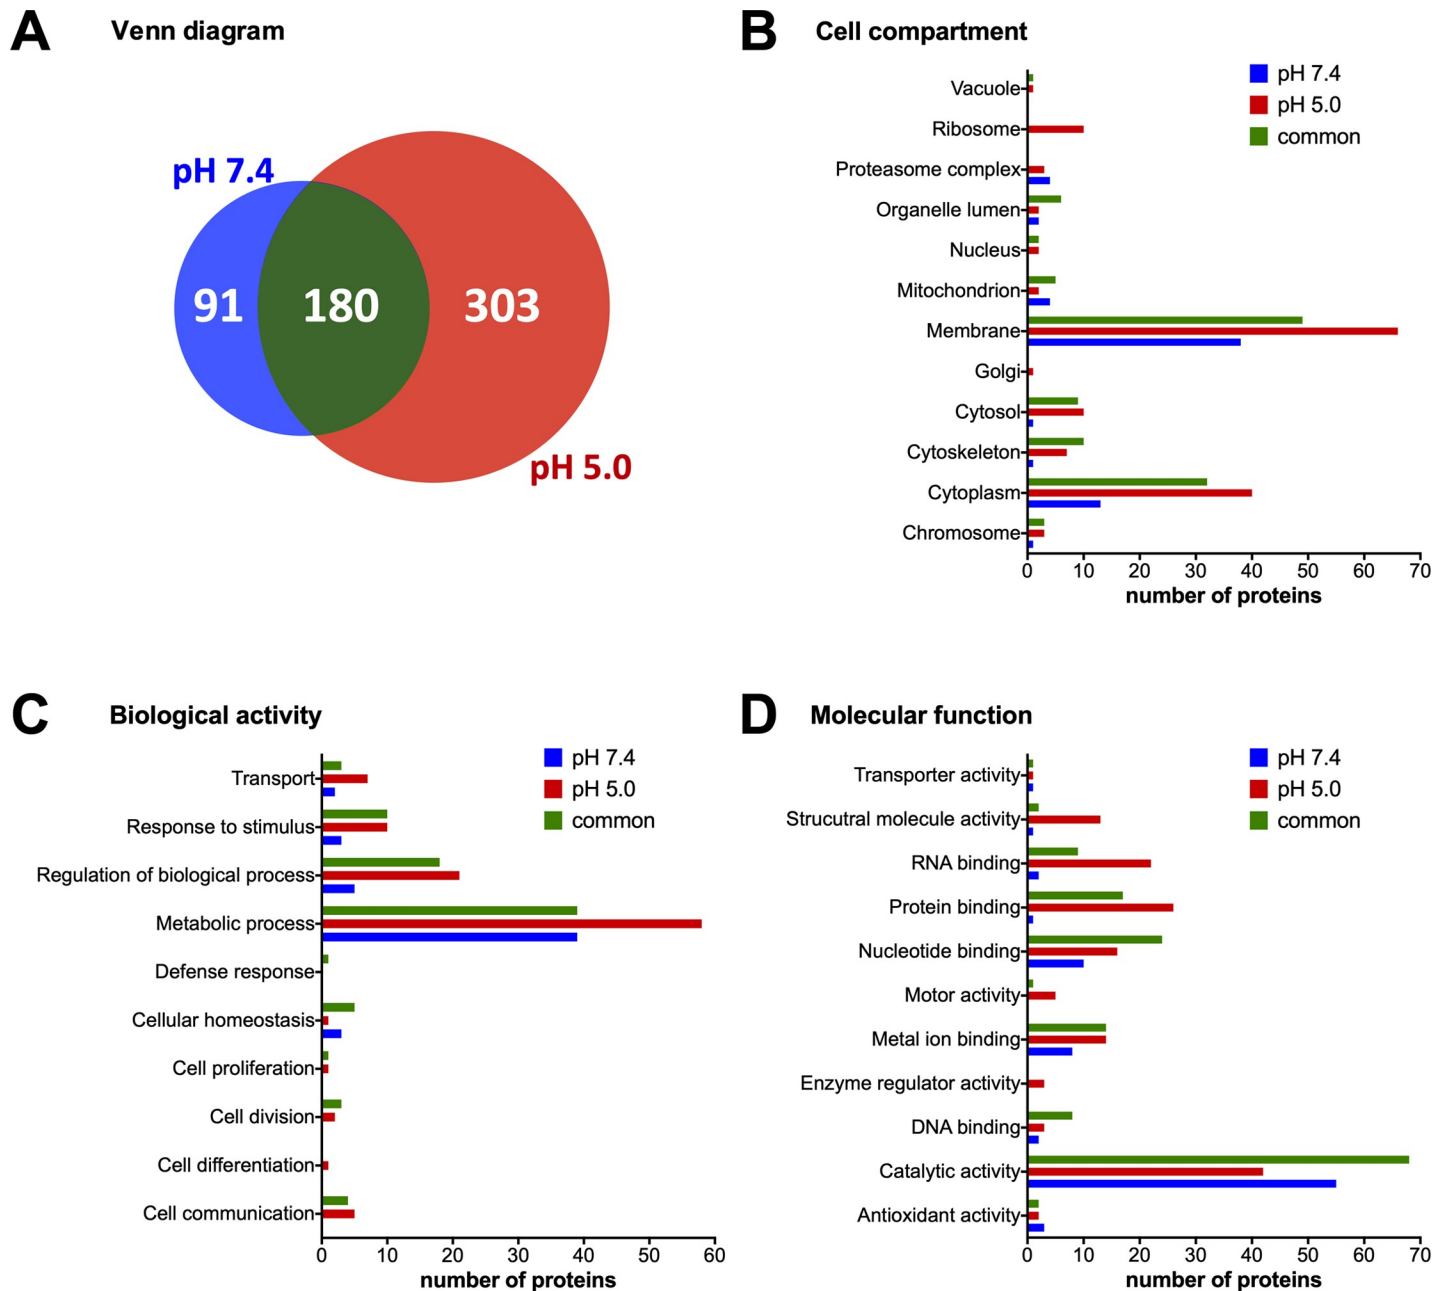 A Venn diagram
pH 7.4
91 180 303
pH 5.0
B Cell compartment
pH 7.4
pH 5.0
common
Vacuole
Ribosome
Proteasome complex
Organelle lumen
Nucleus
Mitochondrion
Membrane
Golgi
Cytosol
Cytoskeleton
Cytoplasm
Chromosome
0 10 20 30 40 50 60 70
number of proteins
C Biological activity
pH 7.4
pH 5.0
common
Transport
Response to stimulus
Regulation of biological process
Metabolic process
Defense response
Cellular homeostasis
Cell proliferation
Cell division
Cell differentiation
Cell communication
0 10 20 30 40 50 60
number of proteins
D Molecular function
pH 7.4
pH 5.0
common
Transporter activity
Strucutral molecule activity
RNA binding
Protein binding
Nucleotide binding
Motor activity
Metal ion binding
Enzyme regulator activity
DNA binding
Catalytic activity
Antioxidant activity
0 10 20 30 40 50 60 70
number of proteins